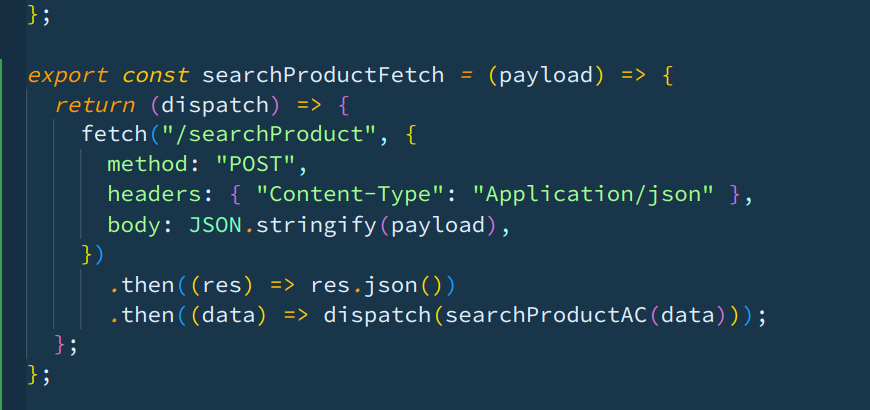 };
export const searchProductFetch = (payload) => {
return (dispatch) => {
fetch("/searchProduct", {
method: "POST",
headers: { "Content-Type": "Application/json" },
body: JSON.stringify(payload),
})
.then((res) => res.json())
.then((data) => dispatch(searchProductAC(data)));
};
};